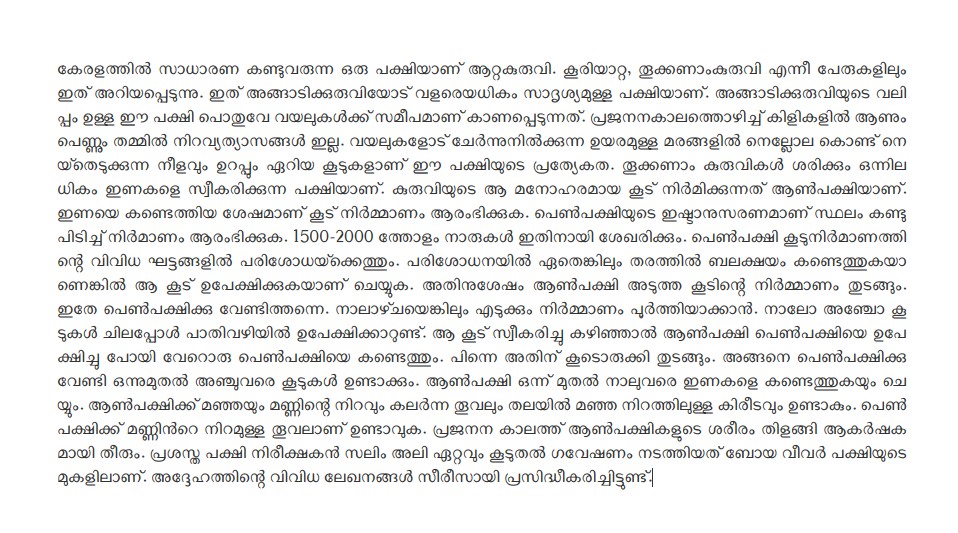 കേരളത്തിൽ സാധാരണ കണ്ടുവരുന്ന ഒരു പക്ഷിയാണ് ആറ്റകുരുവി. കൂരിയാറ്റ, തൂക്കണാംകുരുവി എന്നീ പേരുകളിലും
ഇത് അറിയപ്പെടുന്നു. ഇത് അങ്ങാടിക്കുരുവിയോട് വളരെയധികം സാദൃശ്യമുള്ള പക്ഷിയാണ്. അങ്ങാടിക്കുരുവിയുടെ വലി
പ്പം ഉള്ള ഈ പക്ഷി പൊതുവേ വയലുകൾക്ക് സമീപമാണ് കാണപ്പെടുന്നത്. പ്രജനനകാലത്തൊഴിച്ച് കിളികളിൽ ആണും
പെണ്ണും തമ്മിൽ നിറവ്യത്യാസങ്ങൾ ഇല്ല. വയലുകളോട് ചേർന്നുനിൽക്കുന്ന ഉയരമുള്ള മരങ്ങളിൽ നെല്ലോല കൊണ്ട് നെ
യ്തെടുക്കുന്ന നീളവും ഉറപ്പും ഏറിയ കൂടുകളാണ് ഈ പക്ഷിയുടെ പ്രത്യേകത. തൂക്കണാം കുരുവികൾ ശരിക്കും ഒന്നില
ധികം ഇണകളെ സ്വീകരിക്കുന്ന പക്ഷിയാണ്. കുരുവിയുടെ ആ മനോഹരമായ കൂട് നിർമിക്കുന്നത് ആൺപക്ഷിയാണ്.
ഇണയെ കണ്ടെത്തിയ ശേഷമാണ് കൂട് നിർമ്മാണം ആരംഭിക്കുക. പെൺപക്ഷിയുടെ ഇഷ്ടാനുസരണമാണ് സ്ഥലം കണ്ടു
പിടിച്ച് നിർമാണം ആരംഭിക്കുക. 1500-2000 ത്തോളം നാരുകൾ ഇതിനായി ശേഖരിക്കും. പെൺപക്ഷി കൂടുനിർമാണത്തി
ന്റെ വിവിധ ഘട്ടങ്ങളിൽ പരിശോധയ്ക്കെത്തും. പരിശോധനയിൽ ഏതെങ്കിലും തരത്തിൽ ബലക്ഷയം കണ്ടെത്തുകയാ
ണെങ്കിൽ ആ കൂട് ഉപേക്ഷിക്കുകയാണ് ചെയ്യുക. അതിനുശേഷം ആൺപക്ഷി അടുത്ത കൂടിന്റെ നിർമ്മാണം തുടങ്ങും.
ഇതേ പെൺപക്ഷിക്കു വേണ്ടിത്തന്നെ. നാലാഴ്ചയെങ്കിലും എടുക്കും നിർമ്മാണം പൂർത്തിയാക്കാൻ. നാലോ അഞ്ചോ കൂ
ടുകൾ ചിലപ്പോൾ പാതിവഴിയിൽ ഉപേക്ഷിക്കാറുണ്ട്. ആ കൂട് സ്വീകരിച്ചു കഴിഞ്ഞാൽ ആൺപക്ഷി പെൺപക്ഷിയെ ഉപേ
ക്ഷിച്ചു പോയി വേറൊരു പെൺപക്ഷിയെ കണ്ടെത്തും. പിന്നെ അതിന് കൂടൊരുക്കി തുടങ്ങും. അങ്ങനെ പെൺപക്ഷിക്കു
വേണ്ടി ഒന്നുമുതൽ അഞ്ചുവരെ കൂടുകൾ ഉണ്ടാക്കും. ആൺപക്ഷി ഒന്ന് മുതൽ നാലുവരെ ഇണകളെ കണ്ടെത്തുകയും ചെ
യ്യും. ആൺപക്ഷിക്ക് മഞ്ഞയും മണ്ണിന്റെ നിറവും കലർന്ന തൂവലും തലയിൽ മഞ്ഞ നിറത്തിലുള്ള കിരീടവും ഉണ്ടാകും. പെൺ
പക്ഷിക്ക് മണ്ണിൻറെ നിറമുള്ള തൂവലാണ് ഉണ്ടാവുക. പ്രജനന കാലത്ത് ആൺപക്ഷികളുടെ ശരീരം തിളങ്ങി ആകർഷക
മായി തീരും. പ്രശസ്ത പക്ഷി നിരീക്ഷകൻ സലിം അലി ഏറ്റവും കൂടുതൽ ഗവേഷണം നടത്തിയത് ബോയ വീവർ പക്ഷിയുടെ
മുകളിലാണ്. അദ്ദേഹത്തിന്റെ വിവിധ ലേഖനങ്ങൾ സീരീസായി പ്രസിദ്ധീകരിച്ചിട്ടുണ്ട്.